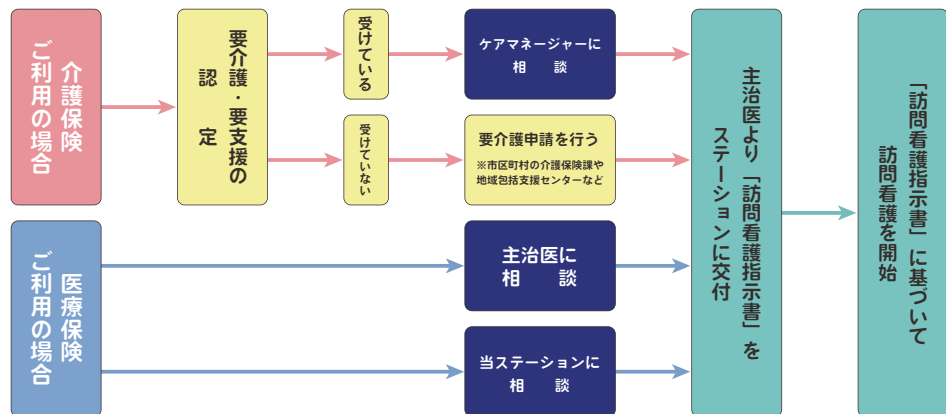 介護保険
ご利用の場合
要介護・要支援の
認定
受けている
ケアマネージャーに
相談
受けていない
要介護申請を行う
※市区町村の介護保険課や
地域包括支援センターなど
医療保険
ご利用の場合
主治医に
相談
当ステーションに
相談
主治医より「訪問看護指示書」を
ステーションに交付
「訪問看護指示書」に基づいて
訪問看護を開始